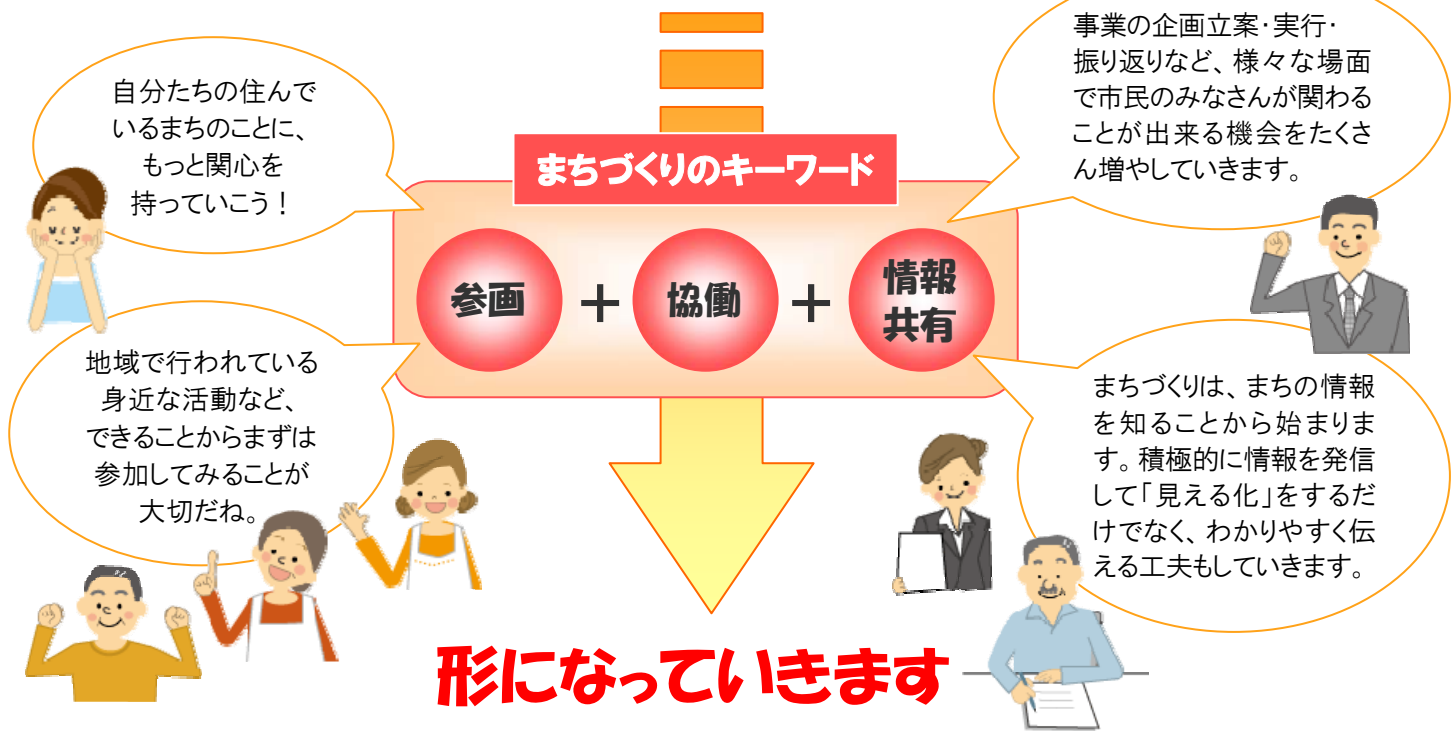 自分たちの住んで
いるまちのことに、
もっと関心を
持っていこう！
事業の企画立案・実行・
振り返りなど、様々な場面
で市民のみなさんが関わる
ことが出来る機会をたくさ
ん増やしていきます。
まちづくりのキーワード
参画 + 協働 + 情報
共有
地域で行われている
身近な活動など、
できることからまずは
参加してみることが
大切だね。
まちづくりは、まちの情報
を知ることから始まりま
す。積極的に情報を発信
して「見える化」をするだ
けでなく、わかりやすく伝
える工夫もしていきます。
形になっていきます